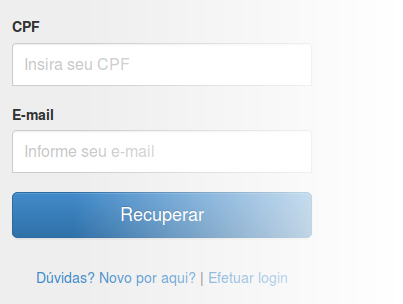 CPF
Insira seu CPF
E-mail
Informe seu e-mail
Recuperar
Dúvidas? Novo por aqui? | Efetuar login